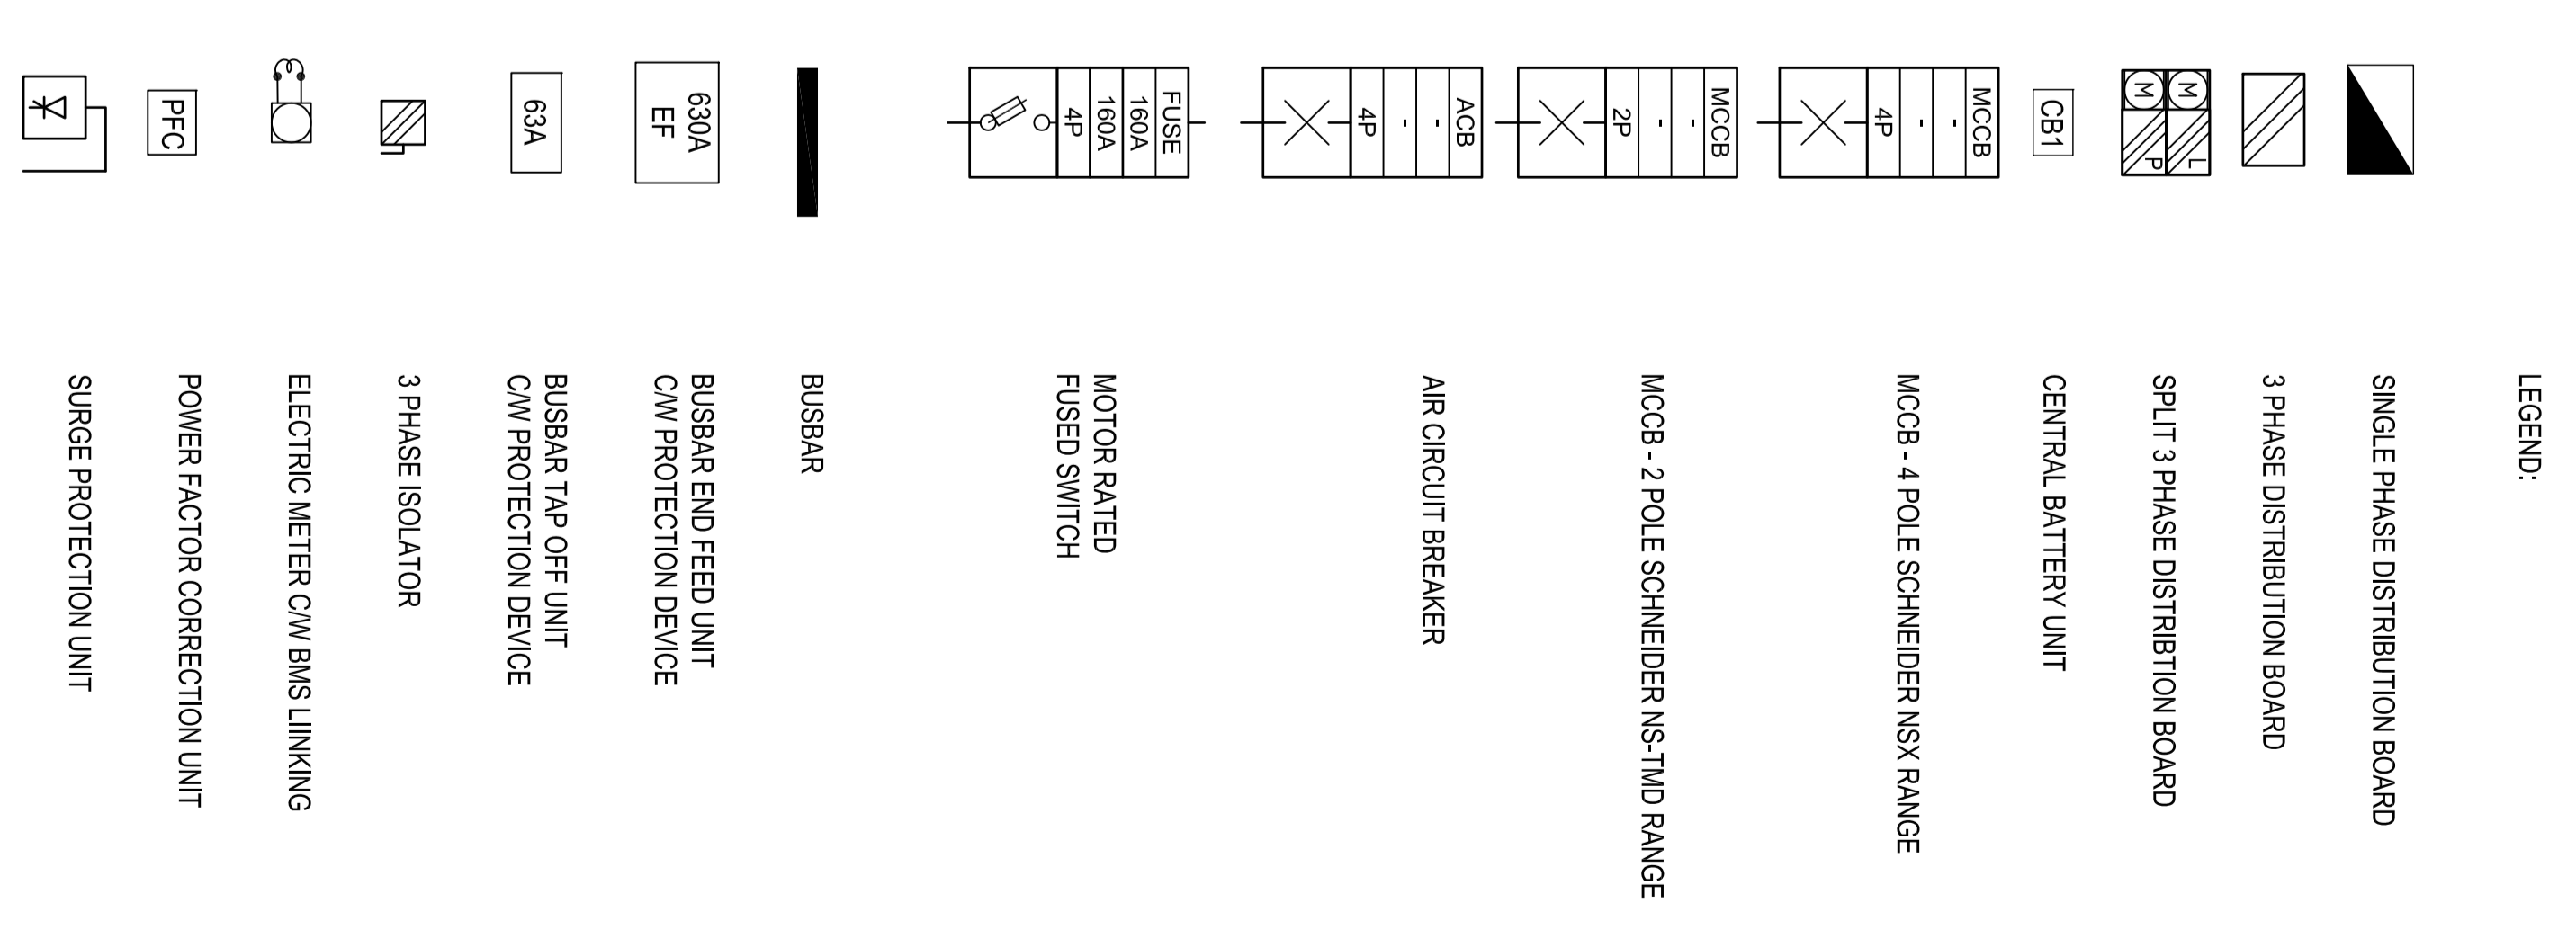 LEGEND:
SINGLE PHASE DISTRIBUTION BOARD
3 PHASE DISTRIBUTION BOARD
M L
M P
SPLIT 3 PHASE DISTRIBTION BOARD
CB1
CENTRAL BATTERY UNIT
MCCB
-
-
4P
MCCB - 4 POLE SCHNEIDER NSX RANGE
MCCB
-
-
2P
MCCB - 2 POLE SCHNEIDER NS-TMD RANGE
ACB
-
-
4P
AIR CIRCUIT BREAKER
FUSE
160A
160A
4P
MOTOR RATED
FUSED SWITCH
BUSBAR
630A
EF
BUSBAR END FEED UNIT
C/W PROTECTION DEVICE
63A
BUSBAR TAP OFF UNIT
C/W PROTECTION DEVICE
3 PHASE ISOLATOR
ELECTRIC METER C/W BMS LIINKING
PFC
POWER FACTOR CORRECTION UNIT
SURGE PROTECTION UNIT